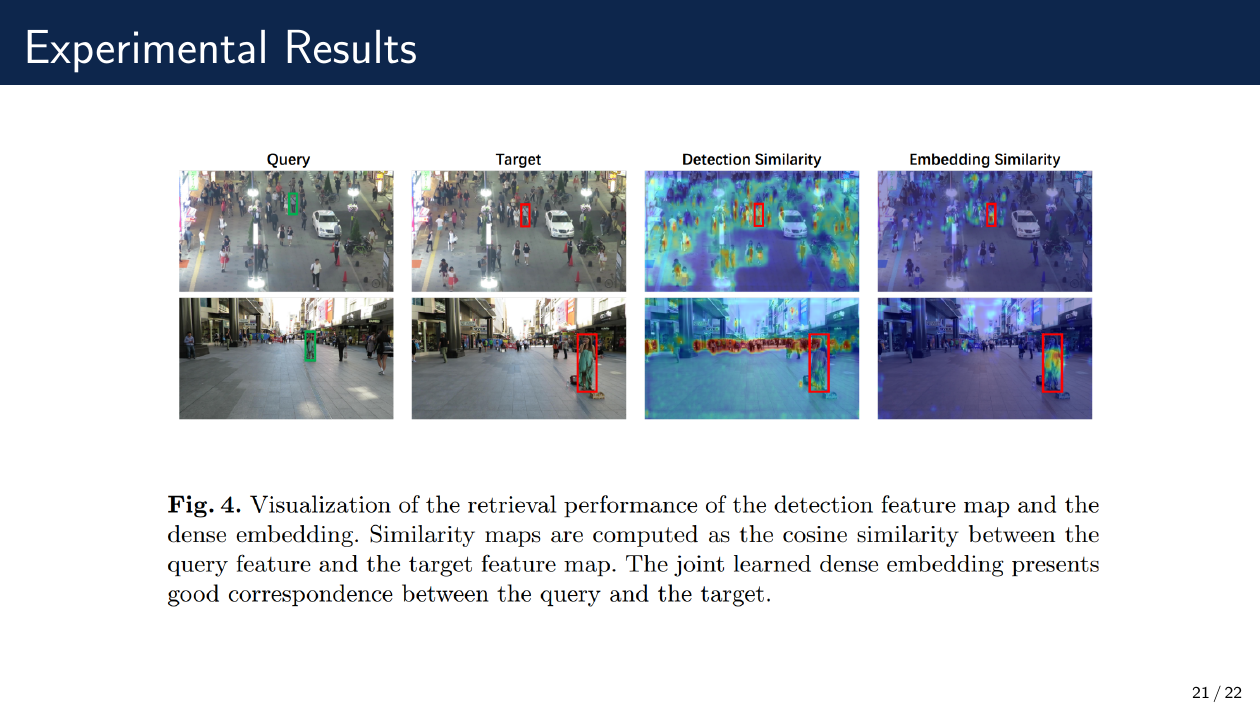 Experimental Results
Query Target Detection Similarity Embedding Similarity
Fig. 4. Visualization of the retrieval performance of the detection feature map and the
dense embedding. Similarity maps are computed as the cosine similarity between the
query feature and the target feature map. The joint learned dense embedding presents
good correspondence between the query and the target.
21 / 22